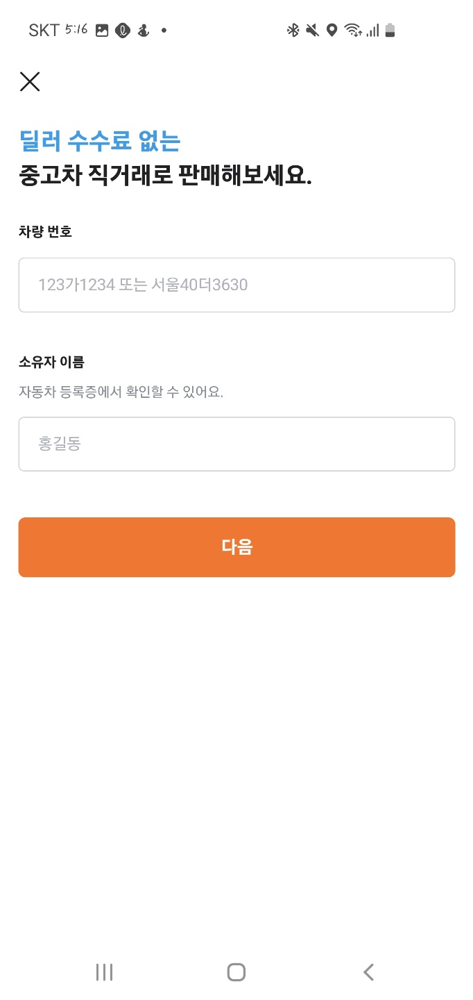 SKT 5:16
딜러 수수료 없는
중고차 직거래로 판매해보세요.
차량 번호
123가1234 또는 서울40더3630
소유자 이름
자동차 등록증에서 확인할 수 있어요.
홍길동
다음